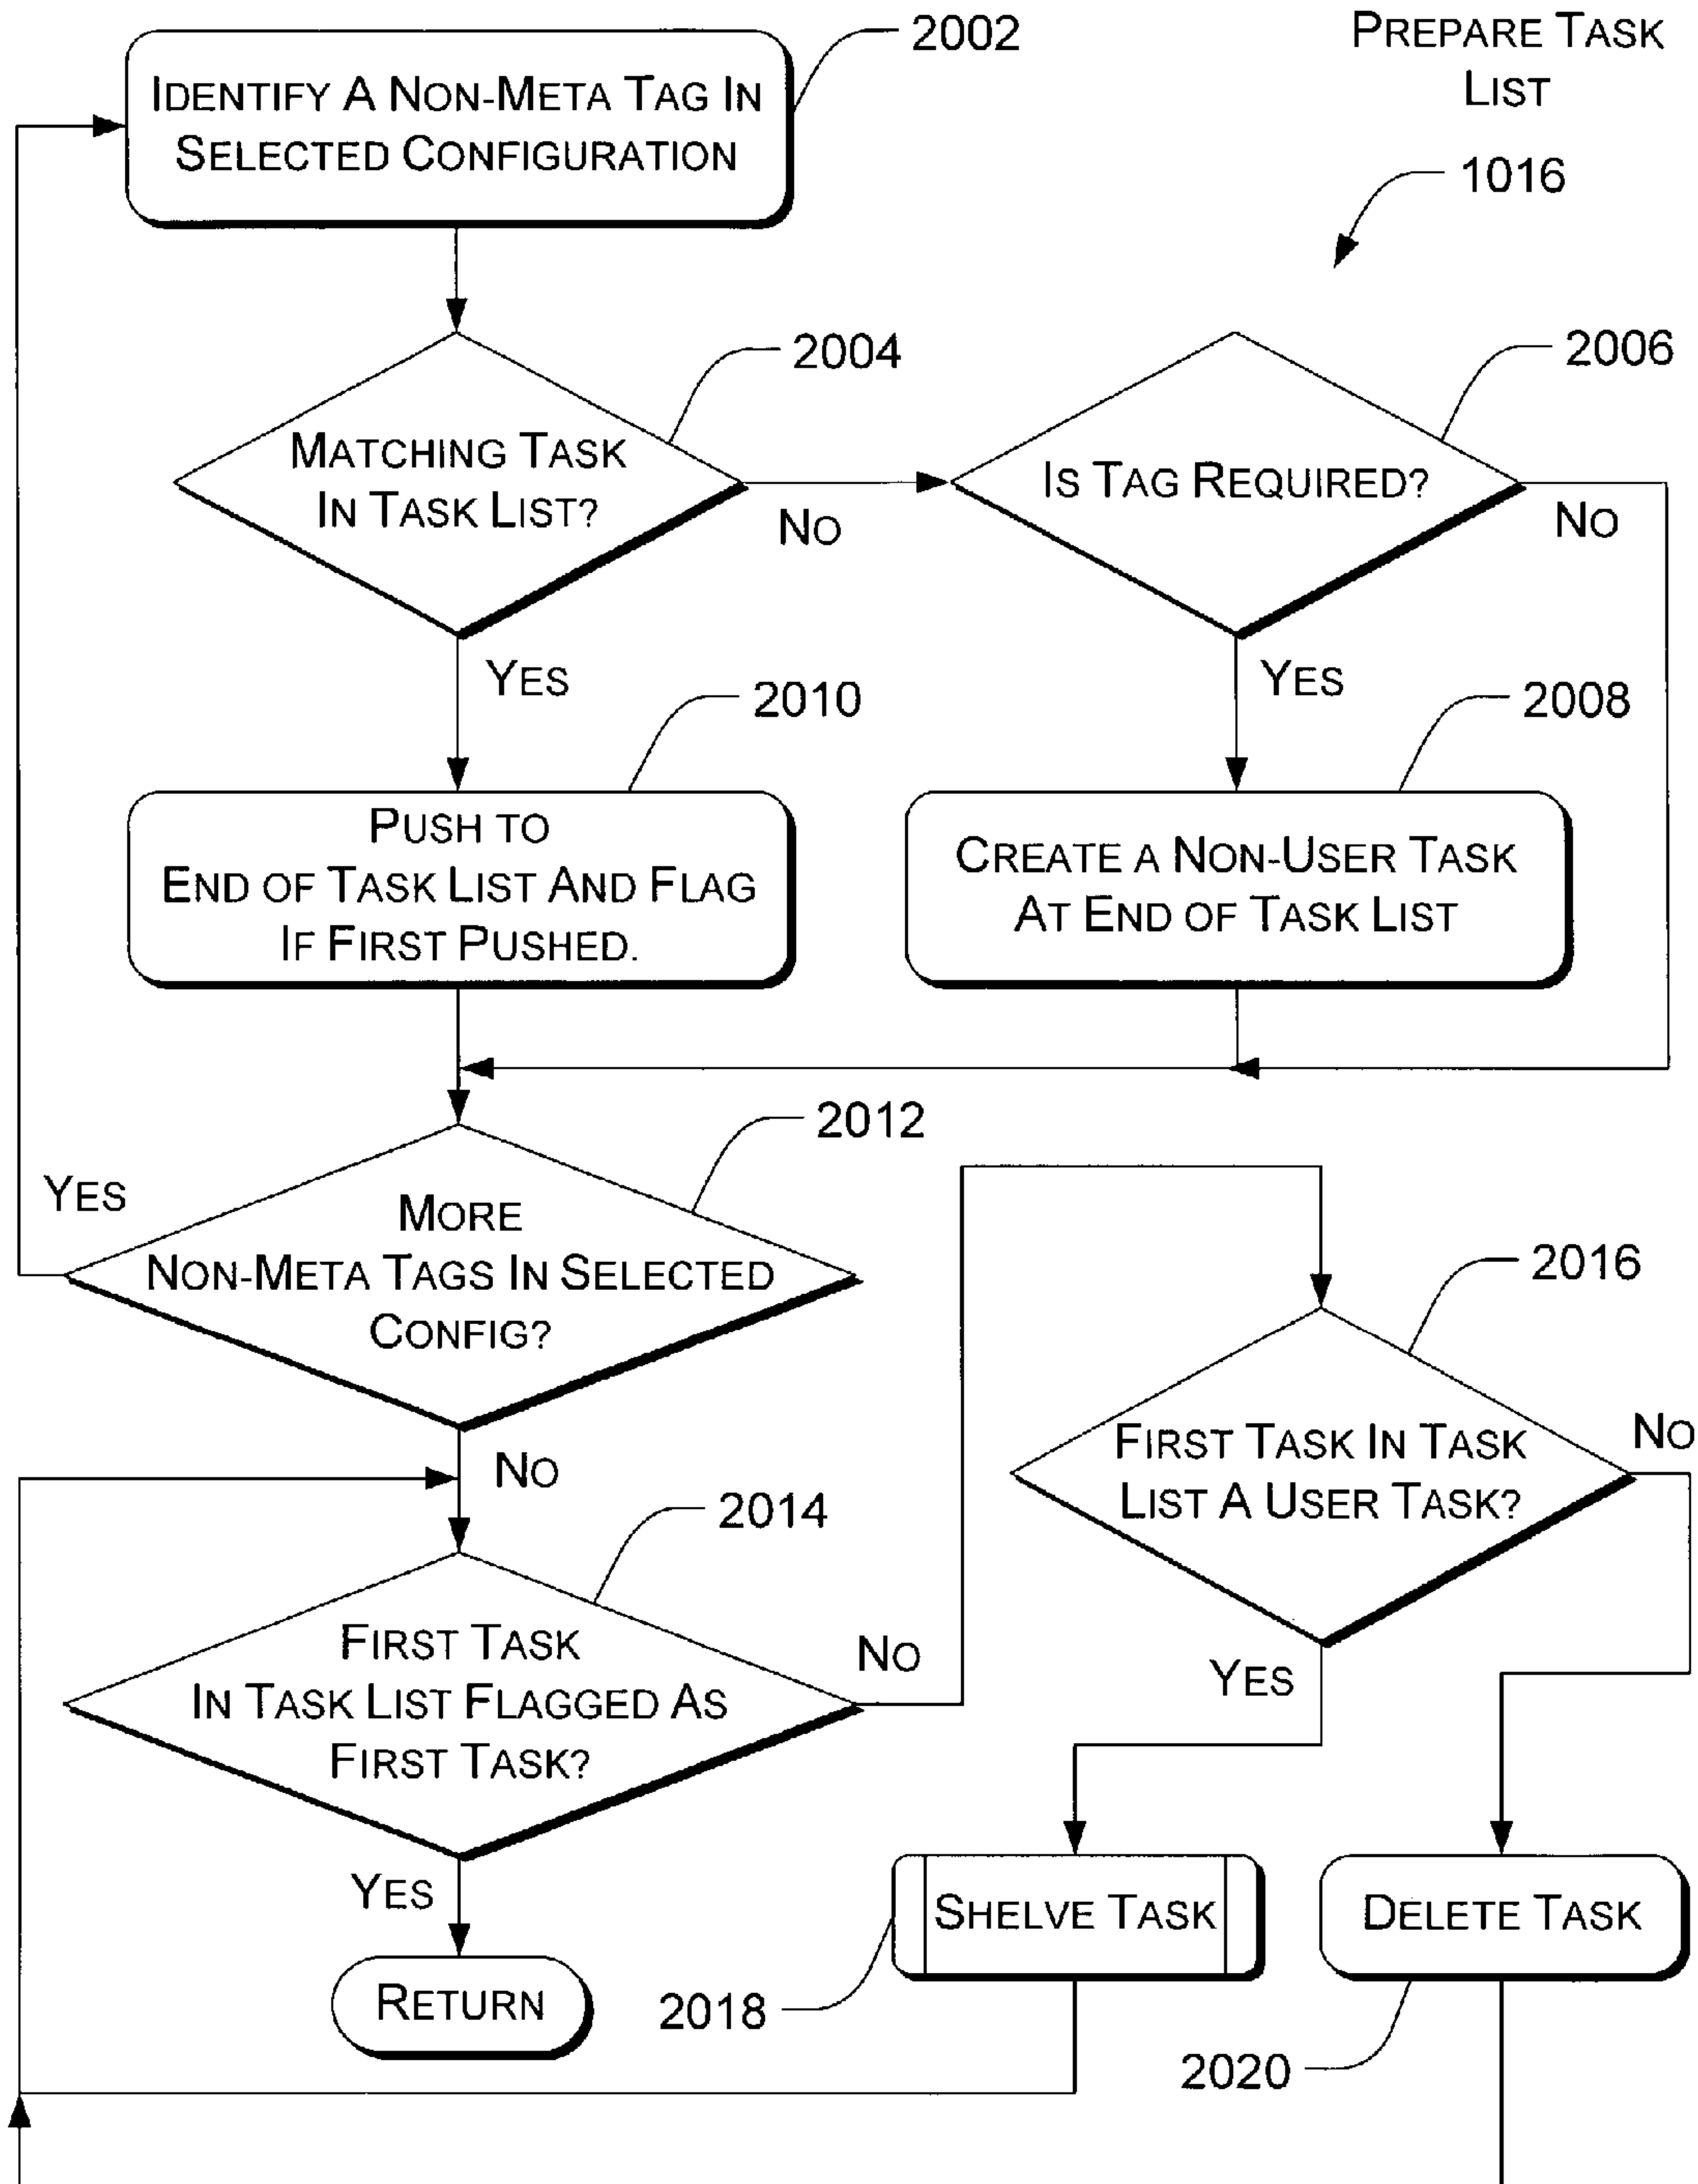 2002
PREPARE TASK
LIST
1016
IDENTIFY A NON-META TAG IN
SELECTED CONFIGURATION
2004
2006
MATCHING TASK
IN TASK LIST?
NO
IS TAG REQUIRED?
NO
YES
YES
2010
2008
PUSH TO
END OF TASK LIST AND FLAG
IF FIRST PUSHED.
CREATE A NON-USER TASK
AT END OF TASK LIST
2012
YES
MORE
NON-META TAGS IN SELECTED
CONFIG?
NO
2016
FIRST TASK IN TASK
LIST A USER TASK?
NO
2014
FIRST TASK
IN TASK LIST FLAGGED AS
FIRST TASK?
NO
YES
YES
RETURN
SHELVE TASK
DELETE TASK
2018
2020